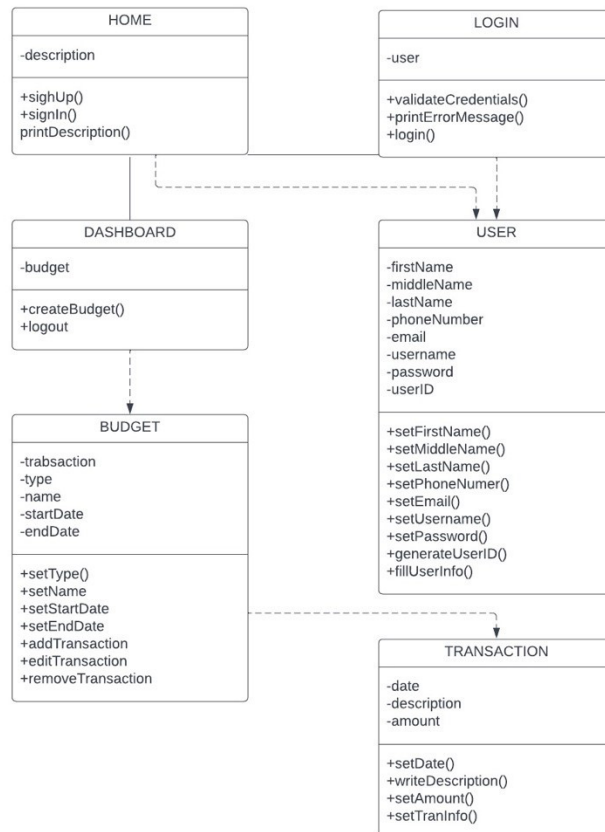 HOME
-description
+sighUp()
+signIn()
printDescription()
LOGIN
-user
+validateCredentials()
+printErrorMessage()
+login()
DASHBOARD
-budget
+createBudget()
+logout
USER
-firstName
-middleName
-lastName
-phoneNumber
-email
-username
-password
-userID
+setFirstName()
+setMiddleName()
+setLastName()
+setPhoneNumer()
+setEmail()
+setUsername()
+setPassword()
+generateUserID()
+fillUserInfo()
BUDGET
-trabsaction
-type
-name
-startDate
-endDate
+setType()
+setName
+setStartDate
+setEndDate
+addTransaction
+editTransaction
+removeTransaction
TRANSACTION
-date
-description
-amount
+setDate()
+writeDescription()
+setAmount()
+setTranInfo()